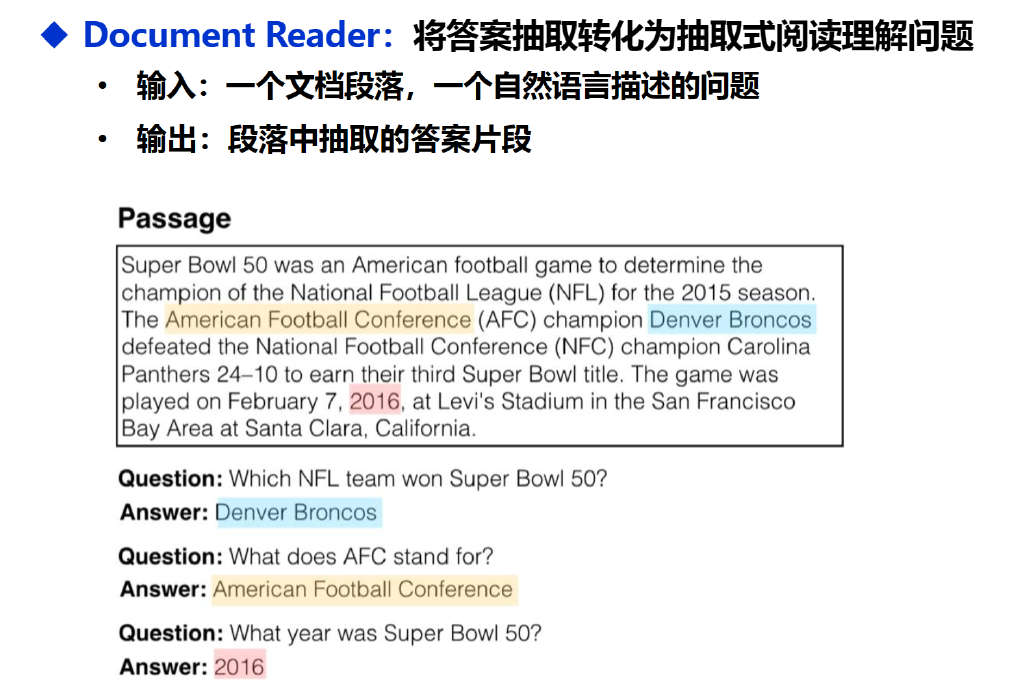 Document Reader：将答案抽取转化为抽取式阅读理解问题
• 输入：一个文档段落，一个自然语言描述的问题
• 输出：段落中抽取的答案片段
Passage
Super Bowl 50 was an American football game to determine the
champion of the National Football League (NFL) for the 2015 season.
The American Football Conference (AFC) champion Denver Broncos
defeated the National Football Conference (NFC) champion Carolina
Panthers 24–10 to earn their third Super Bowl title. The game was
played on February 7, 2016, at Levi's Stadium in the San Francisco
Bay Area at Santa Clara, California.
Question: Which NFL team won Super Bowl 50?
Answer: Denver Broncos
Question: What does AFC stand for?
Answer: American Football Conference
Question: What year was Super Bowl 50?
Answer: 2016